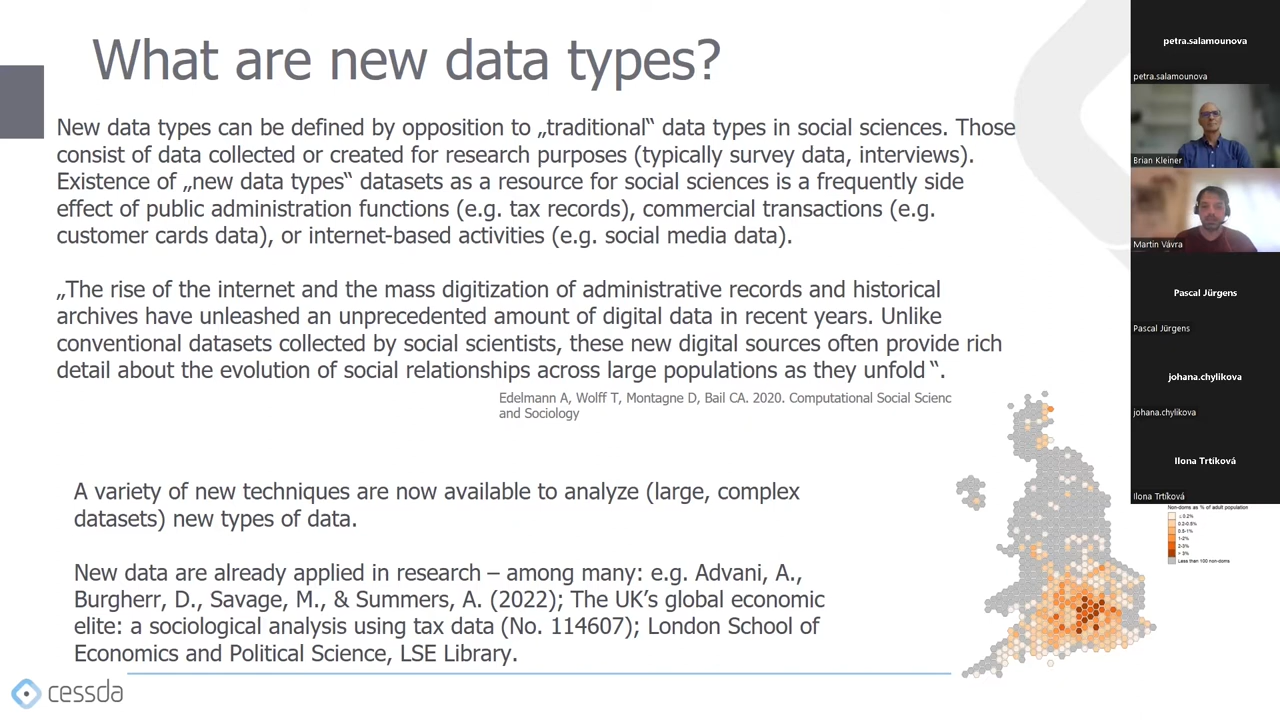 What are new data types?
New data types can be defined by opposition to „traditional“ data types in social sciences. Those
consist of data collected or created for research purposes (typically survey data, interviews).
Existence of „new data types“ datasets as a resource for social sciences is a frequently side
effect of public administration functions (e.g. tax records), commercial transactions (e.g.
customer cards data), or internet-based activities (e.g. social media data).
„The rise of the internet and the mass digitization of administrative records and historical
archives have unleashed an unprecedented amount of digital data in recent years. Unlike
conventional datasets collected by social scientists, these new digital sources often provide rich
detail about the evolution of social relationships across large populations as they unfold “.
Edelmann A, Wolff T, Montagne D, Bail CA. 2020. Computational Social Scienc
and Sociology
A variety of new techniques are now available to analyze (large, complex
datasets) new types of data.
New data are already applied in research – among many: e.g. Advani, A.,
Burgherr, D., Savage, M., & Summers, A. (2022); The UK’s global economic
elite: a sociological analysis using tax data (No. 114607); London School of
Economics and Political Science, LSE Library.
cessda
petra.salamounova
petra.salamounova
Brian Kleiner
Martin Vávra
Pascal Jürgens
Pascal Jürgens
johana.chylikova
johana.chylikova
Ilona Trtíková
Ilona Trtíková
Non-doms as % of adult population
≤ 0.2%
0.2-0.5%
0.5-1%
1-2%
2-3%
> 3%
Less than 100 non-doms